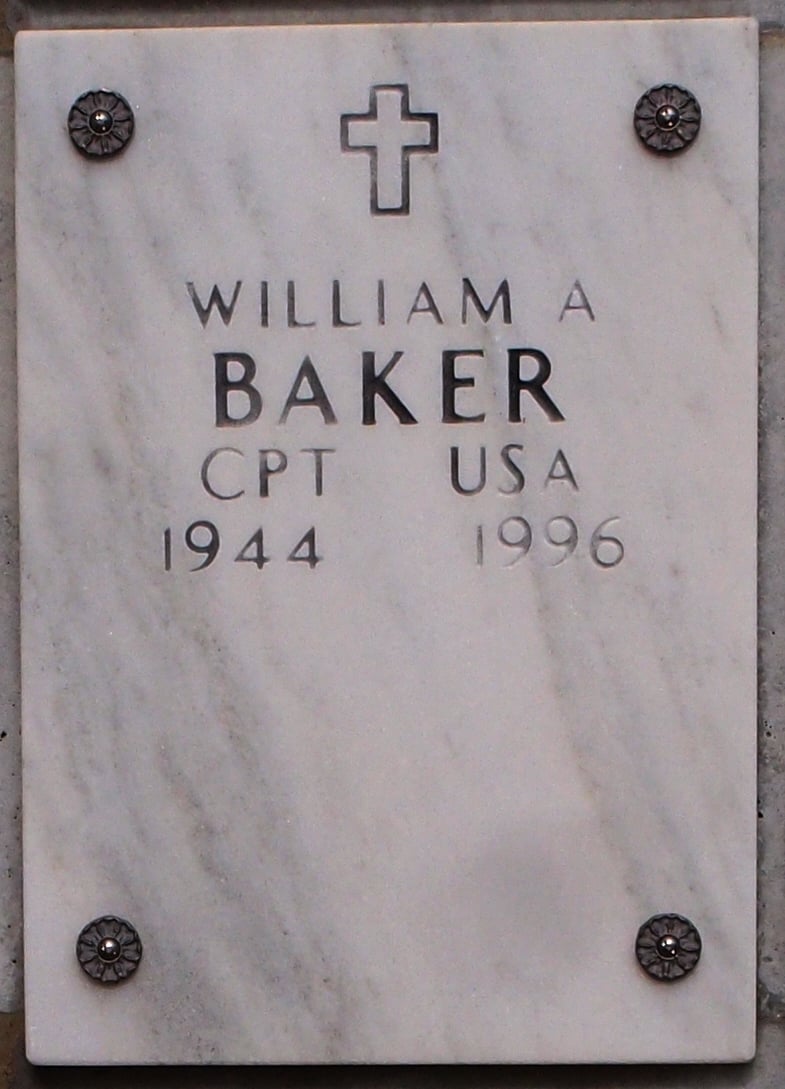 WILLIAM A
BAKER
CPT USA
1944 1996